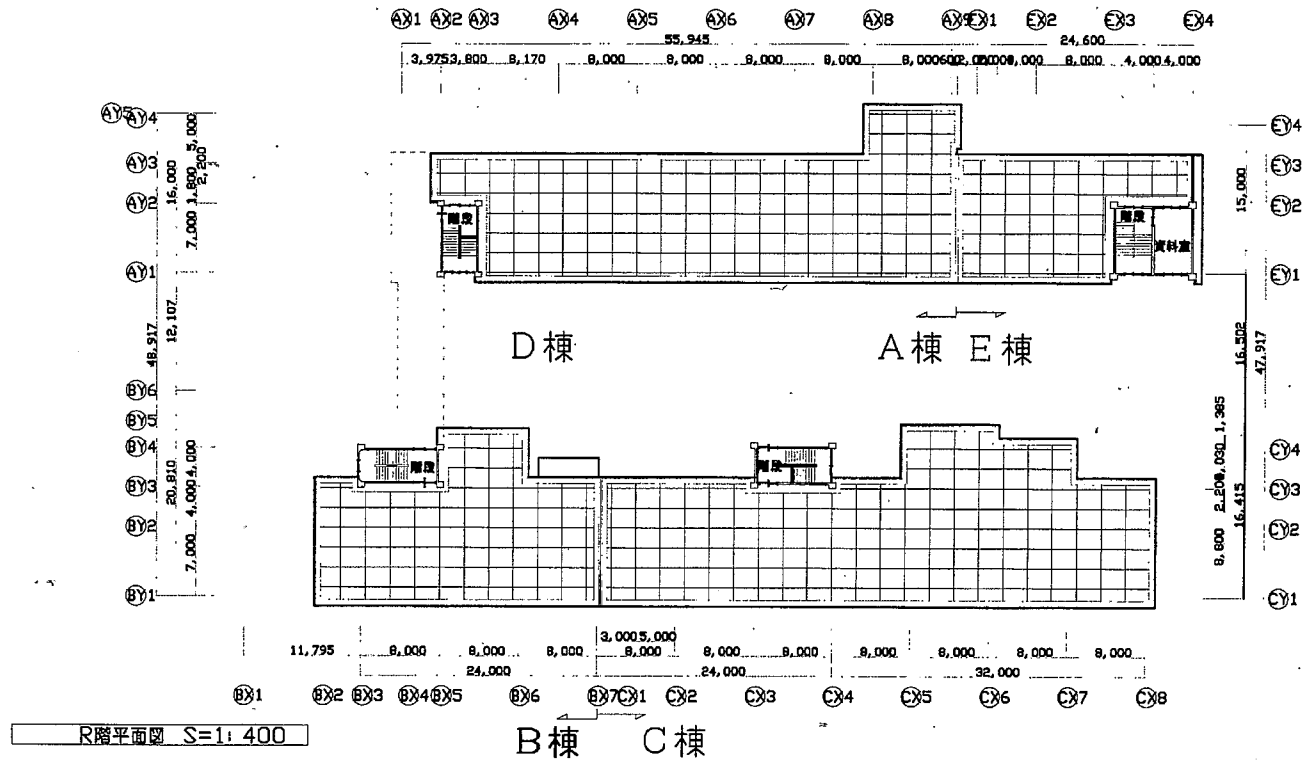 AX1 AX2 AX3 AX4 AX5 AX6 AX7 AX8 AX9 EX1 EX2 EX3 EX4
55,945 24,600
3,975 3,800 8,170 8,000 8,000 8,000 8,000 8,000 8,000 8,000 4,000 4,000
AY5 AY4 EY4
5,000
AY3 EY3
2,200
16,000 1,800 15,000
AY2 EY2
階段 階段
7,000
資料室
AY1 EY1
D棟 A棟 E棟
48,917 12,107 16,502 47,917
BY6
BY5
1,385
BY4 CY4
4,000
階段 階段
BY3 CY3
20,810 4,000 16,415
BY2 CY2
7,000 8,800
BY1 CY1
3,000 5,000
11,795 8,000 8,000 8,000 8,000 8,000 8,000 8,000 8,000 8,000 8,000
24,000 24,000 32,000
BX1 BX2 BX3 BX4 BX5 BX6 BX7 CX1 CX2 CX3 CX4 CX5 CX6 CX7 CX8
R階平面図 S=1:400
B棟 C棟